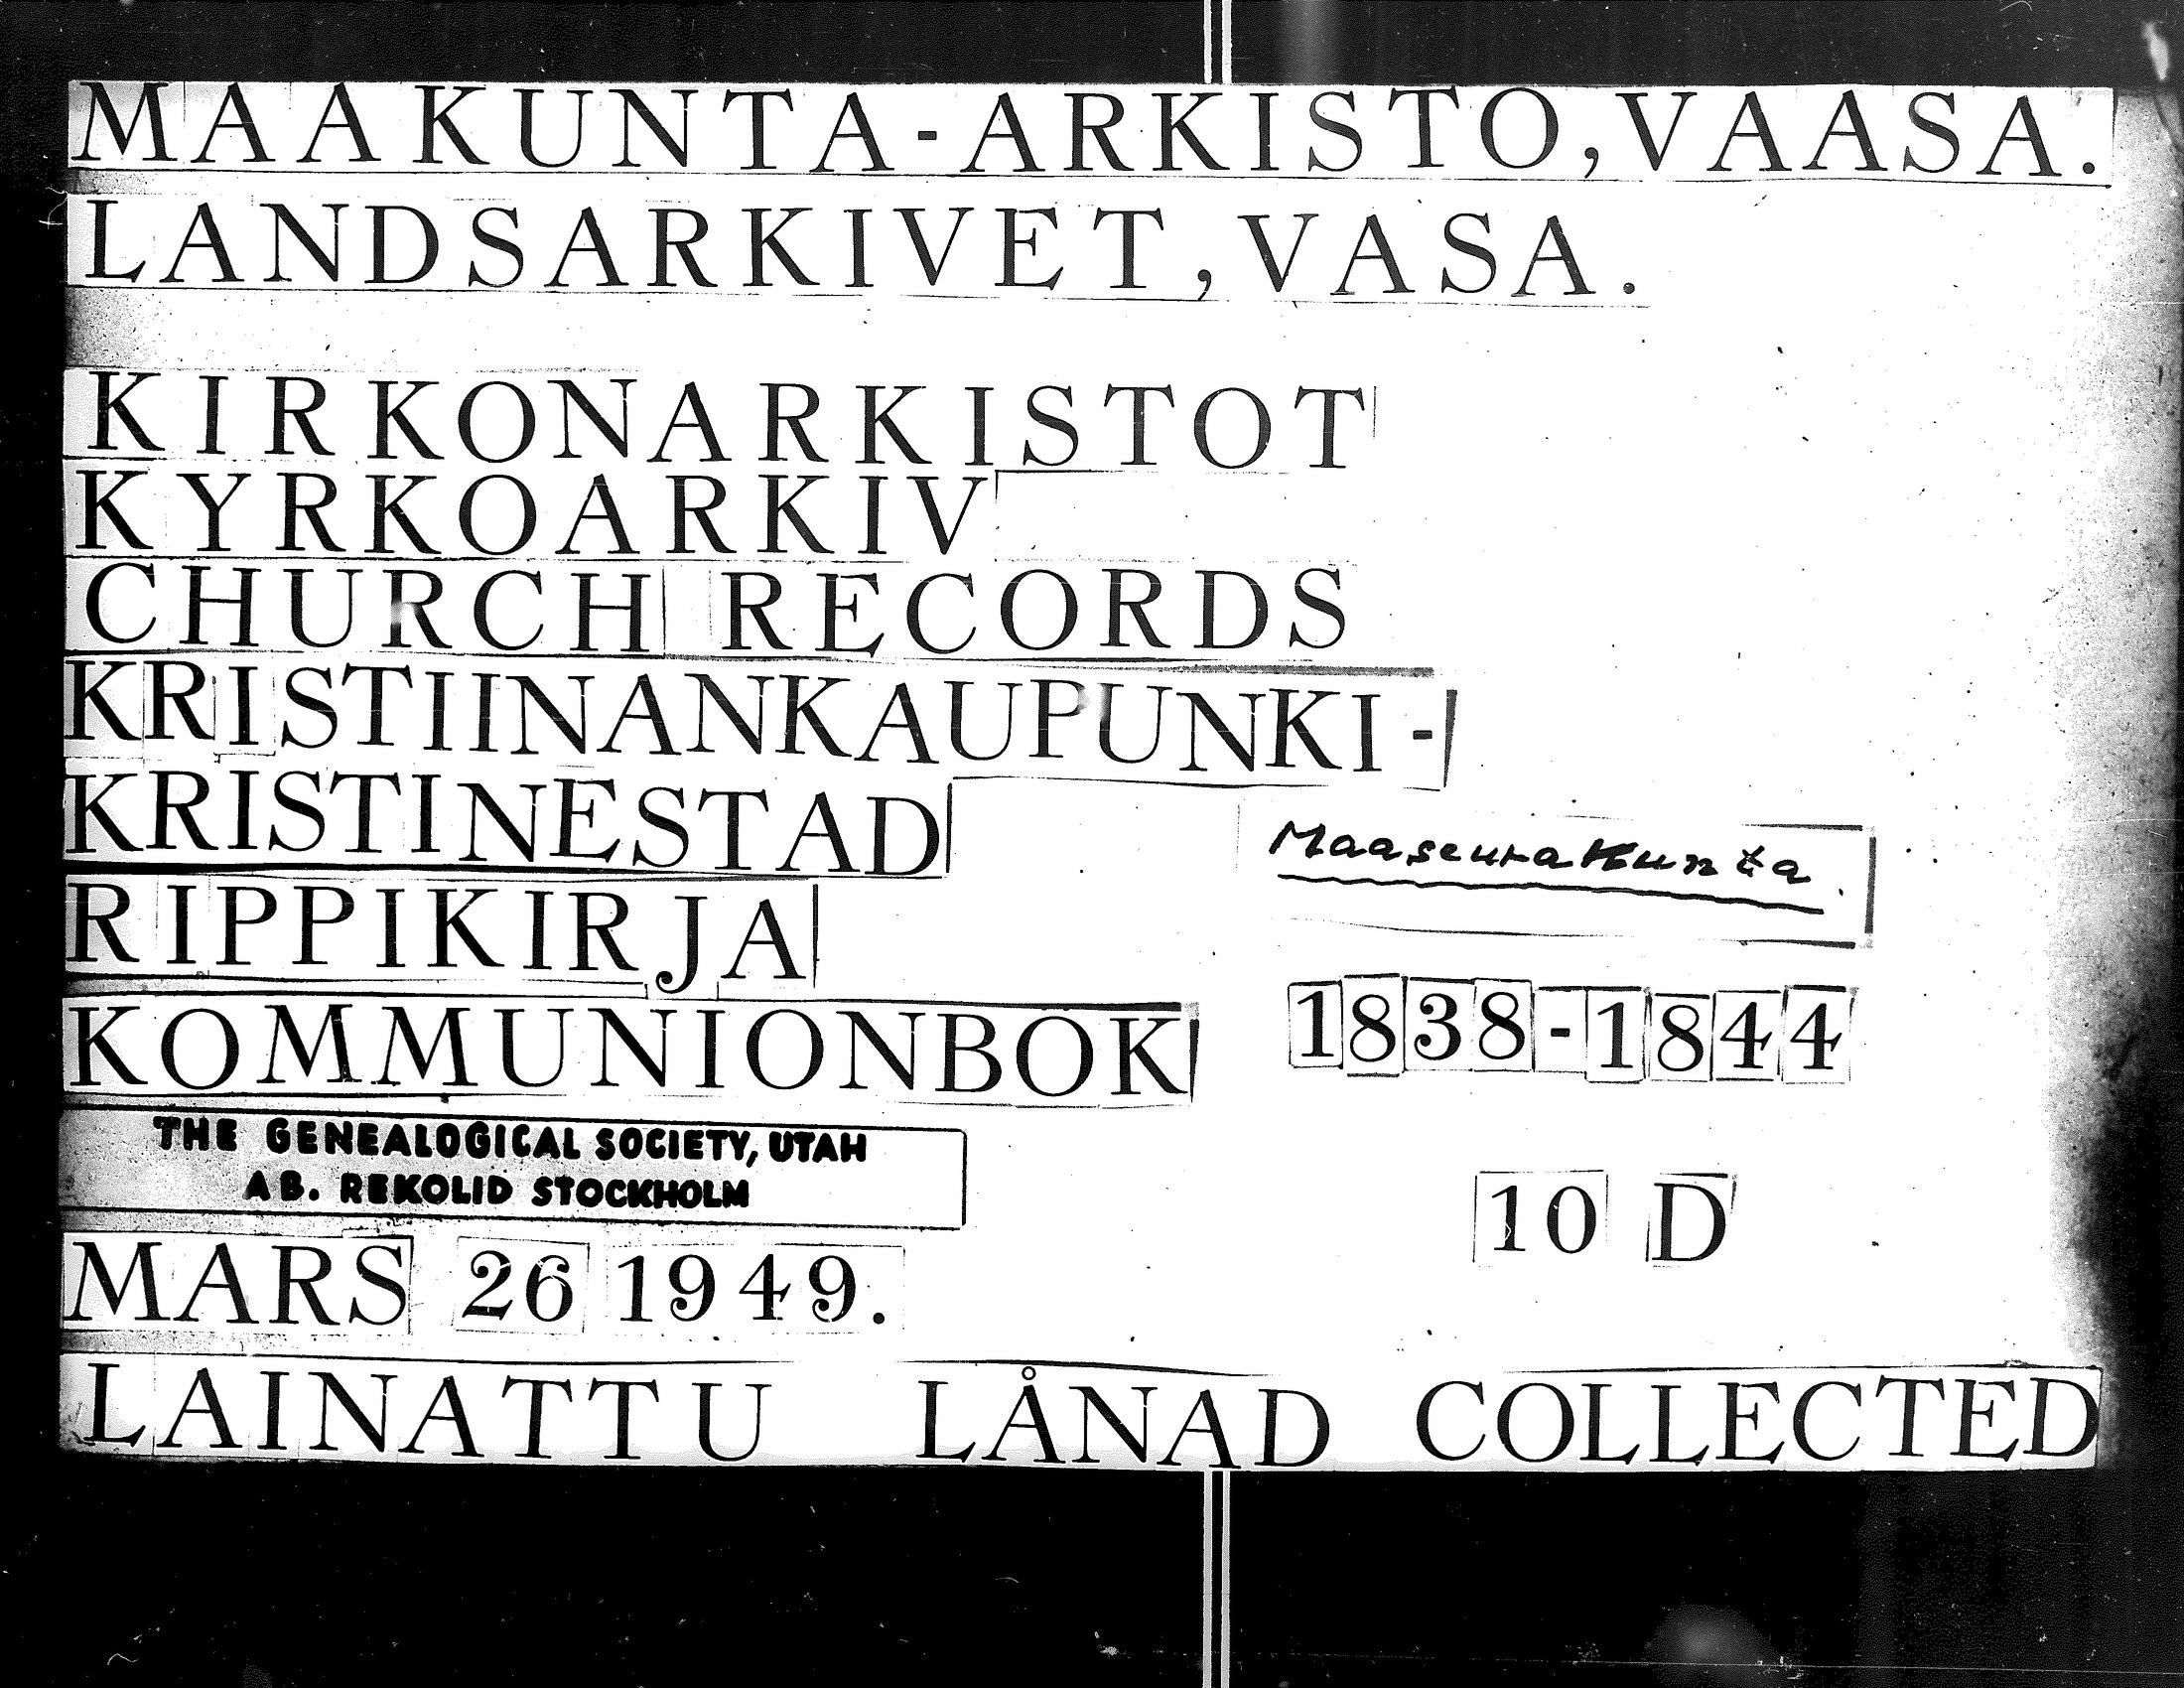 MAAKUNTA-ARKISTO, VAASA.
LANDSARKIVET, VASA.
KIRKONARKISTOT
KYRKOARKIV
CHURCH RECORDS
KRISTIINANKAUPUNKI-
KRISTINESTAD
Maaseurakunta.
RIPPIKIRJA
KOMMUNIONBOK
1838-1844
THE GENEALOGICAL SOCIETY, UTAH
AB. REKOLID STOCKHOLM
10 D
MARS 26 1949.
LAINATTU LÅNAD COLLECTED